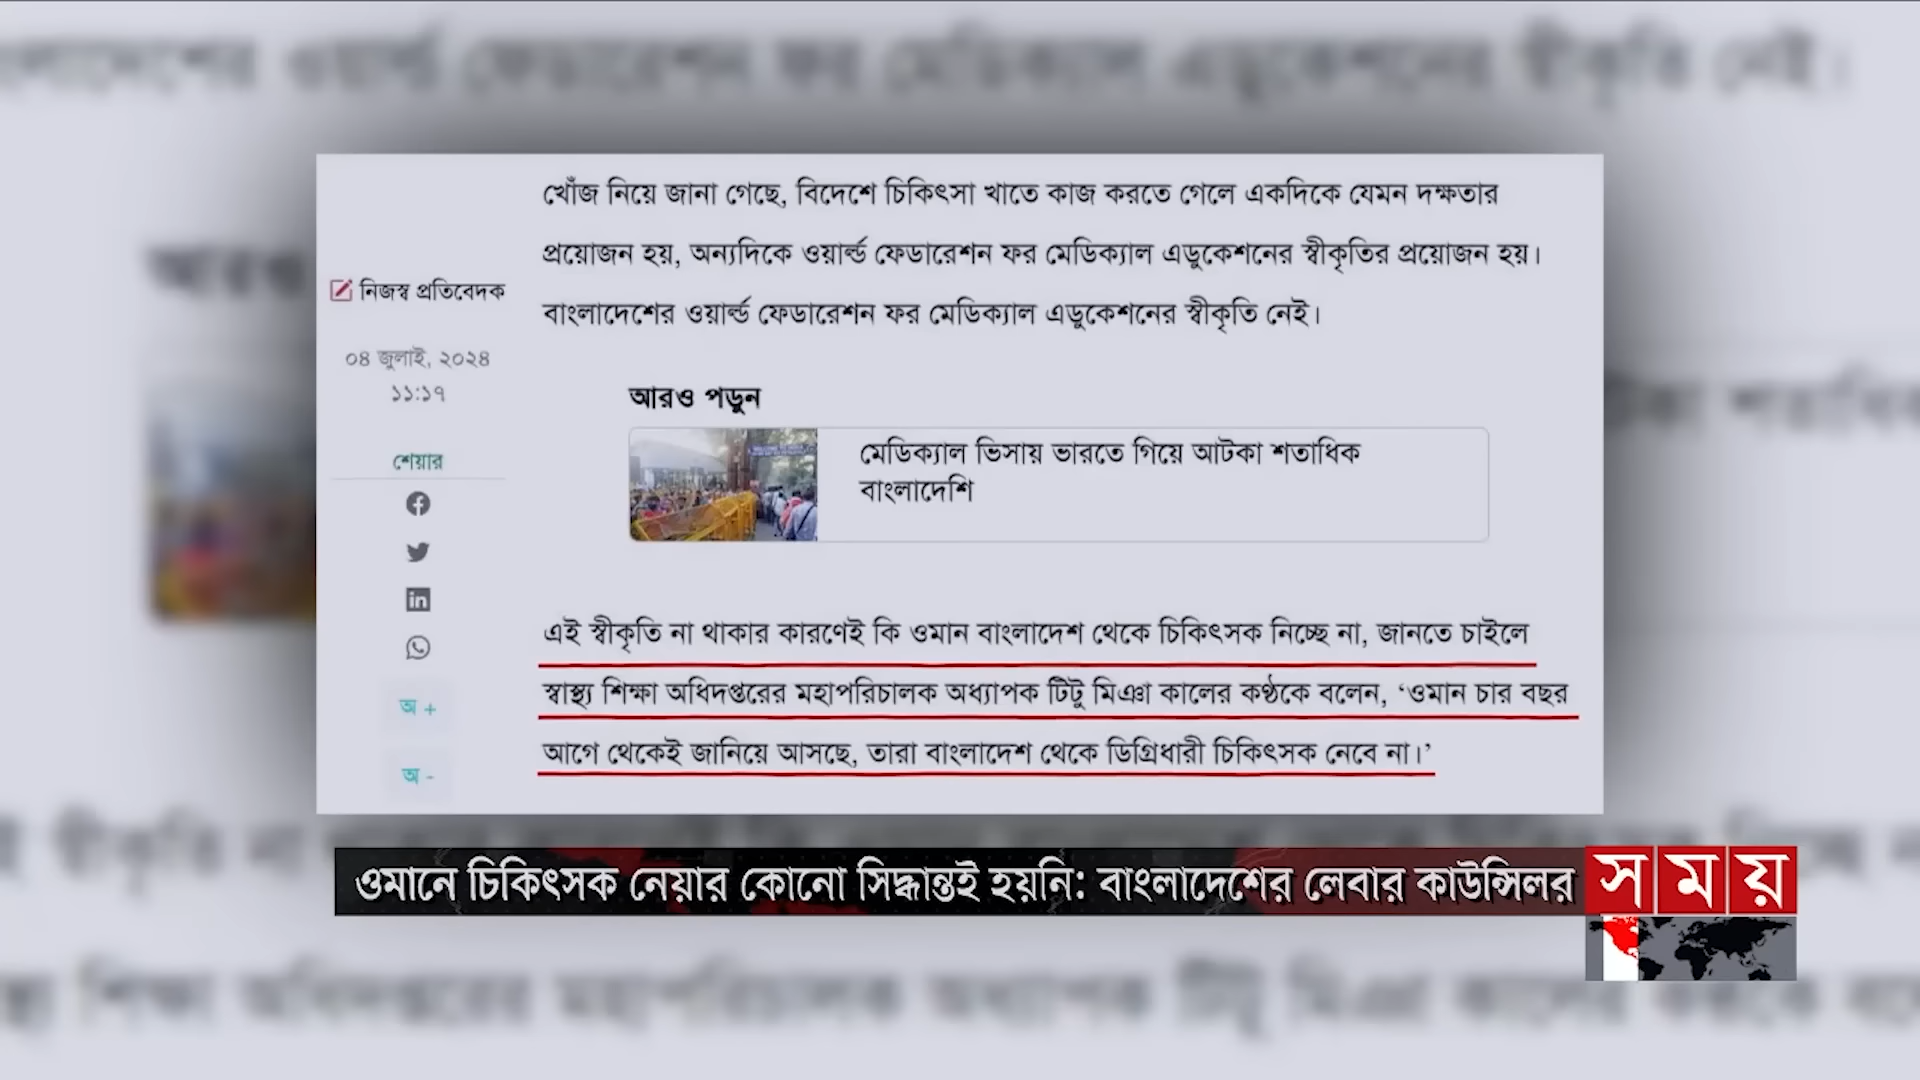 খোঁজ নিয়ে জানা গেছে, বিদেশে চিকিৎসা খাতে কাজ করতে গেলে একদিকে যেমন দক্ষতার
প্রয়োজন হয়, অন্যদিকে ওয়ার্ল্ড ফেডারেশন ফর মেডিক্যাল এডুকেশনের স্বীকৃতির প্রয়োজন হয়।
বাংলাদেশের ওয়ার্ল্ড ফেডারেশন ফর মেডিক্যাল এডুকেশনের স্বীকৃতি নেই।
নিজস্ব প্রতিবেদক
০৪ জুলাই, ২০২৪
১১:১৭
শেয়ার
অ +
অ -
আরও পড়ুন
মেডিক্যাল ভিসায় ভারতে গিয়ে আটকা শতাধিক
বাংলাদেশি
এই স্বীকৃতি না থাকার কারণেই কি ওমান বাংলাদেশ থেকে চিকিৎসক নিচ্ছে না, জানতে চাইলে
স্বাস্থ্য শিক্ষা অধিদপ্তরের মহাপরিচালক অধ্যাপক টিটু মিঞা কালের কণ্ঠকে বলেন, ‘ওমান চার বছর
আগে থেকেই জানিয়ে আসছে, তারা বাংলাদেশ থেকে ডিগ্রিধারী চিকিৎসক নেবে না।’
ওমানে চিকিৎসক নেয়ার কোনো সিদ্ধান্তই হয়নি: বাংলাদেশের লেবার কাউন্সিলর
সময়